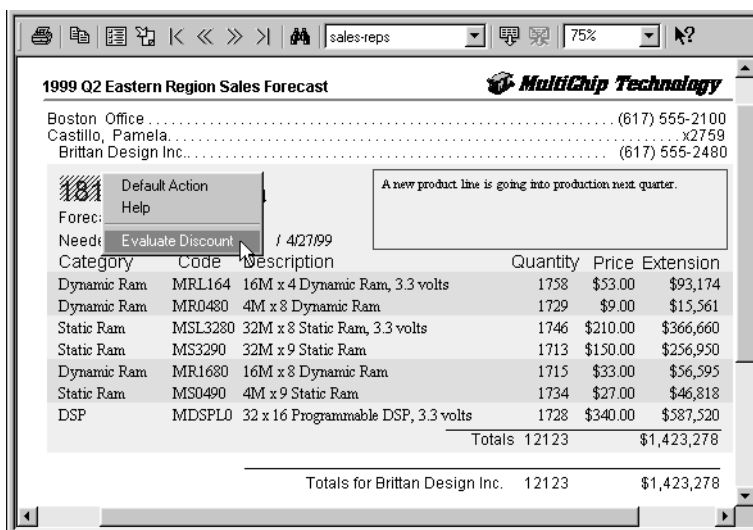 sales-reps 75%
1999 Q2 Eastern Region Sales Forecast MultiChip Technology
Boston Office (617) 555-2100
Castillo, Pamela x2759
Brittan Design Inc. (617) 555-2480
181
A new product line is going into production next quarter.
Default Action
Help
Evaluate Discount
/ 4/27/99
Category Code Description Quantity Price Extension
Dynamic Ram MRL164 16M x 4 Dynamic Ram, 3.3 volts 1758 $53.00 $93,174
Dynamic Ram MR0480 4M x 8 Dynamic Ram 1729 $9.00 $15,561
Static Ram MSL3280 32M x 8 Static Ram, 3.3 volts 1746 $210.00 $366,660
Static Ram MS3290 32M x 9 Static Ram 1713 $150.00 $256,950
Dynamic Ram MR1680 16M x 8 Dynamic Ram 1715 $33.00 $56,595
Static Ram MS0490 4M x 9 Static Ram 1734 $27.00 $46,818
DSP MDSPL0 32 x 16 Programmable DSP, 3.3 volts 1728 $340.00 $587,520
Totals 12123 $1,423,278
Totals for Brittan Design Inc. 12123 $1,423,278